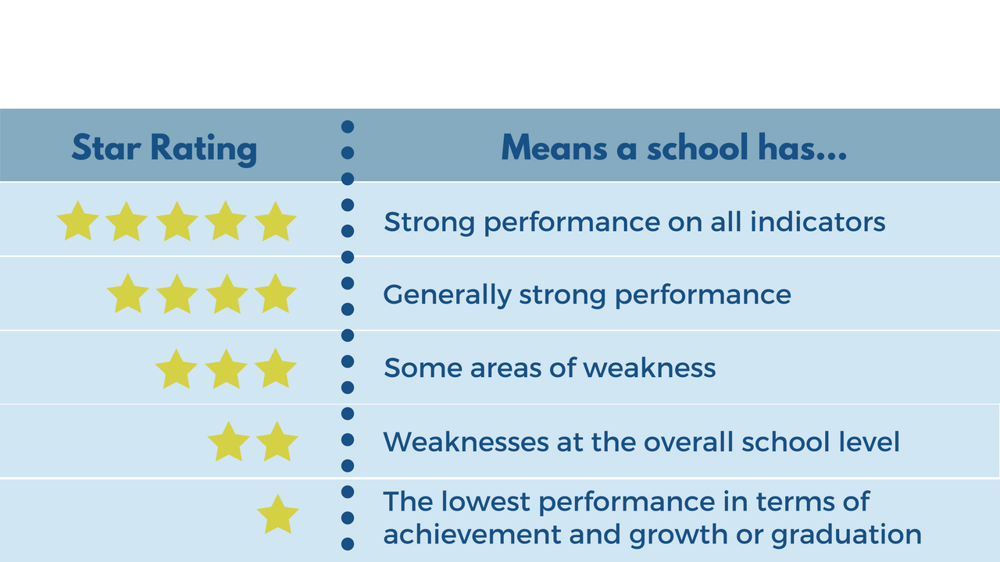 Star Rating
Means a school has...
Strong performance on all indicators
Generally strong performance
Some areas of weakness
Weaknesses at the overall school level
The lowest performance in terms of
achievement and growth or graduation